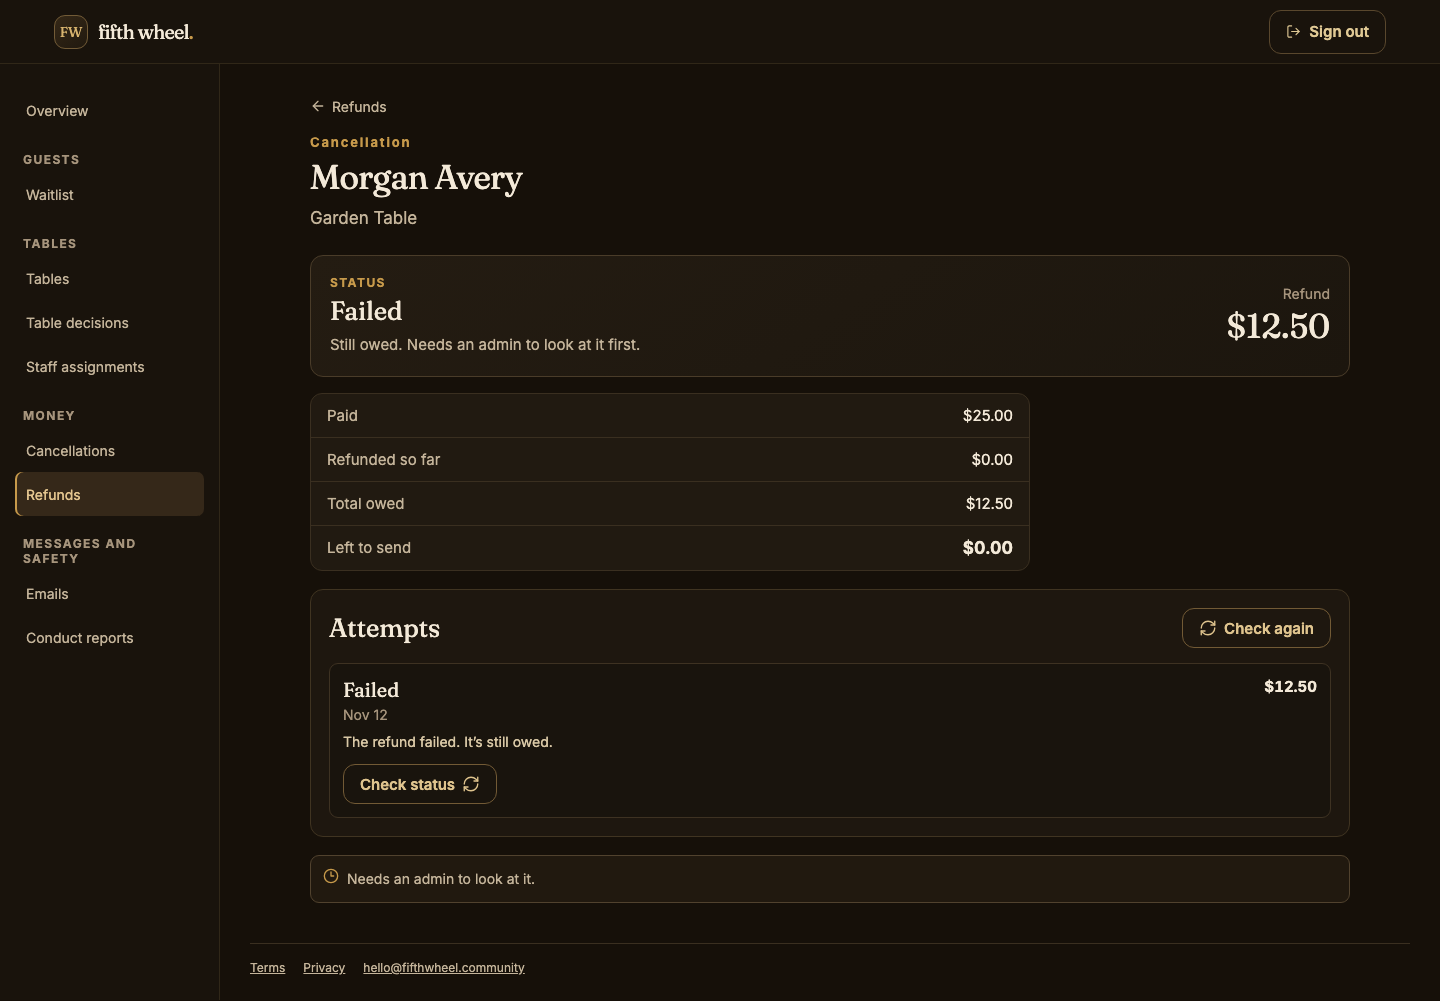 FW fifth wheel.
Sign out
Overview
GUESTS
Waitlist
TABLES
Tables
Table decisions
Staff assignments
MONEY
Cancellations
Refunds
MESSAGES AND
SAFETY
Emails
Conduct reports
Refunds
Cancellation
Morgan Avery
Garden Table
STATUS
Failed
Still owed. Needs an admin to look at it first.
Refund
$12.50
Paid $25.00
Refunded so far $0.00
Total owed $12.50
Left to send $0.00
Attempts
Check again
Failed $12.50
Nov 12
The refund failed. It’s still owed.
Check status
Needs an admin to look at it.
Terms Privacy hello@fifthwheel.community